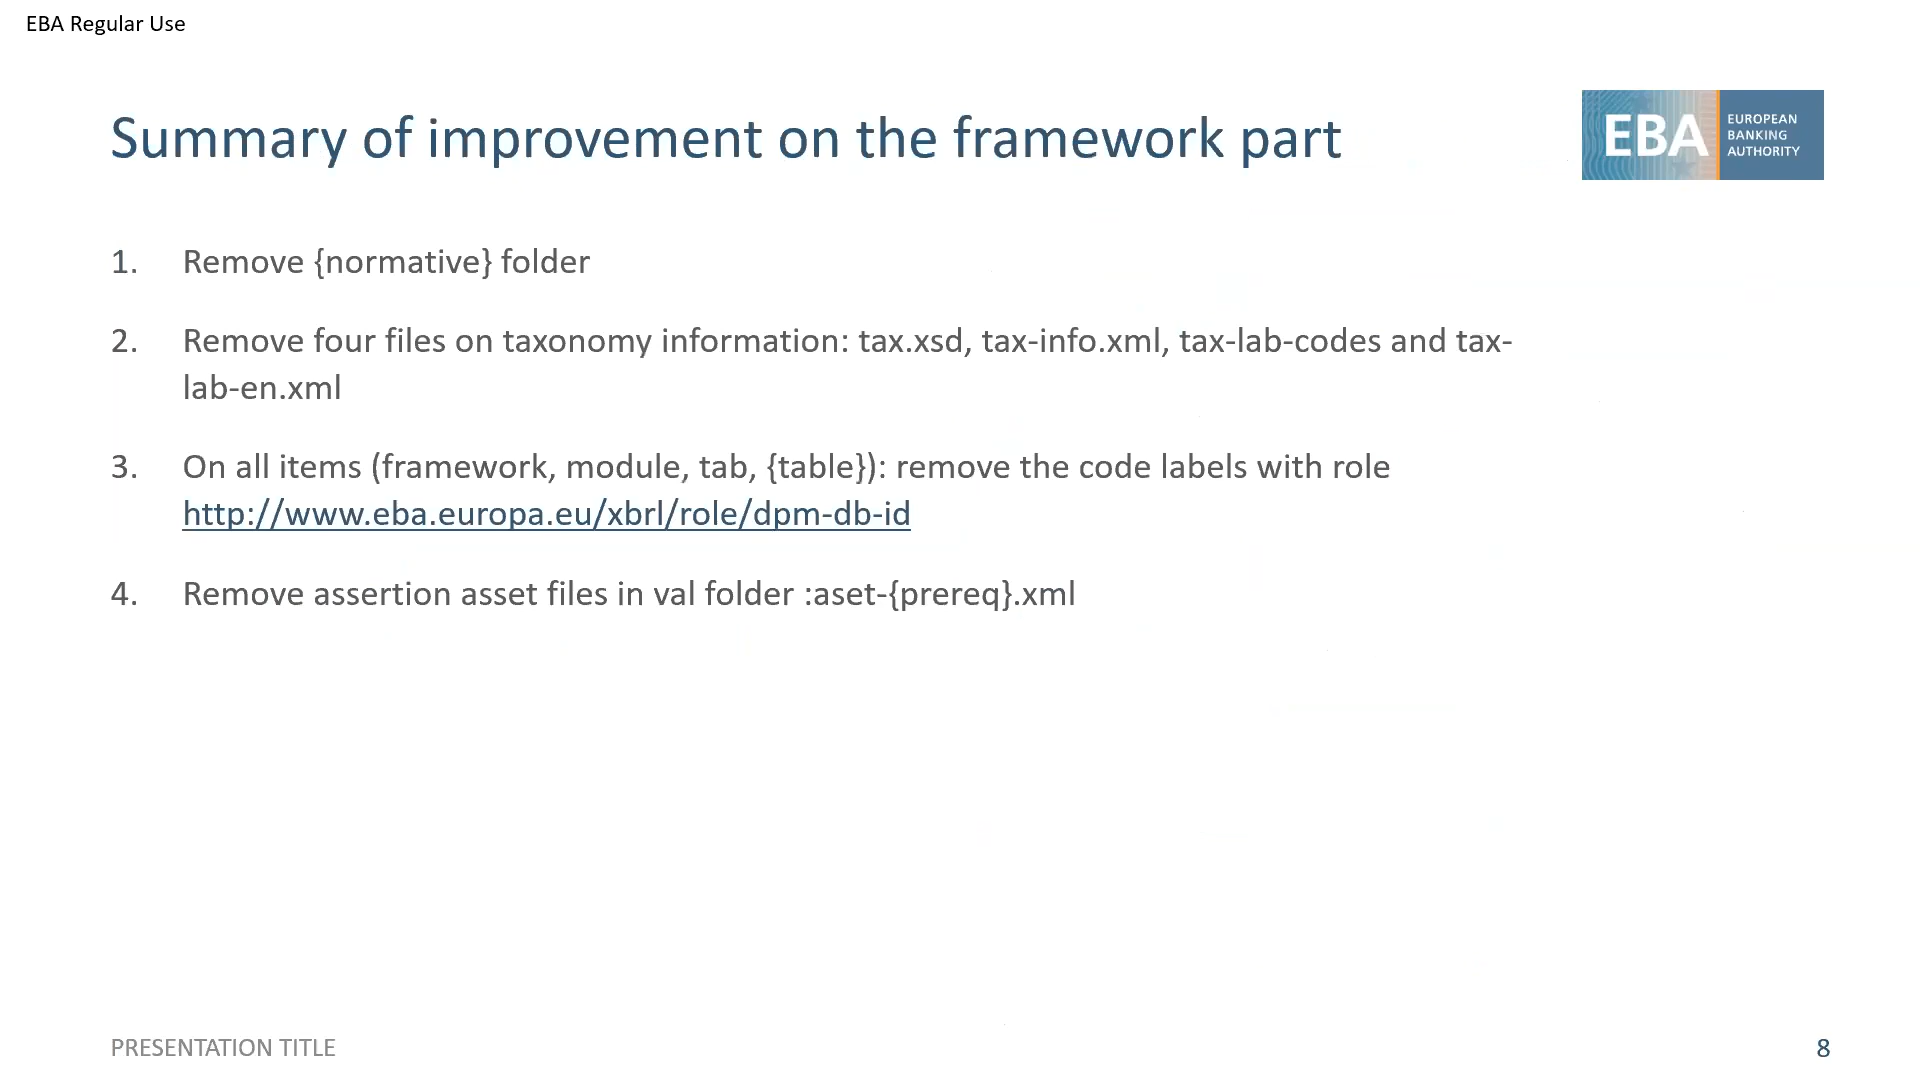 EBA Regular Use
Summary of improvement on the framework part
EBA
EUROPEAN
BANKING
AUTHORITY
1. Remove {normative} folder
2. Remove four files on taxonomy information: tax.xsd, tax-info.xml, tax-lab-codes and tax-
lab-en.xml
3. On all items (framework, module, tab, {table}): remove the code labels with role
http://www.eba.europa.eu/xbrl/role/dpm-db-id
4. Remove assertion asset files in val folder :aset-{prereq}.xml
PRESENTATION TITLE
8